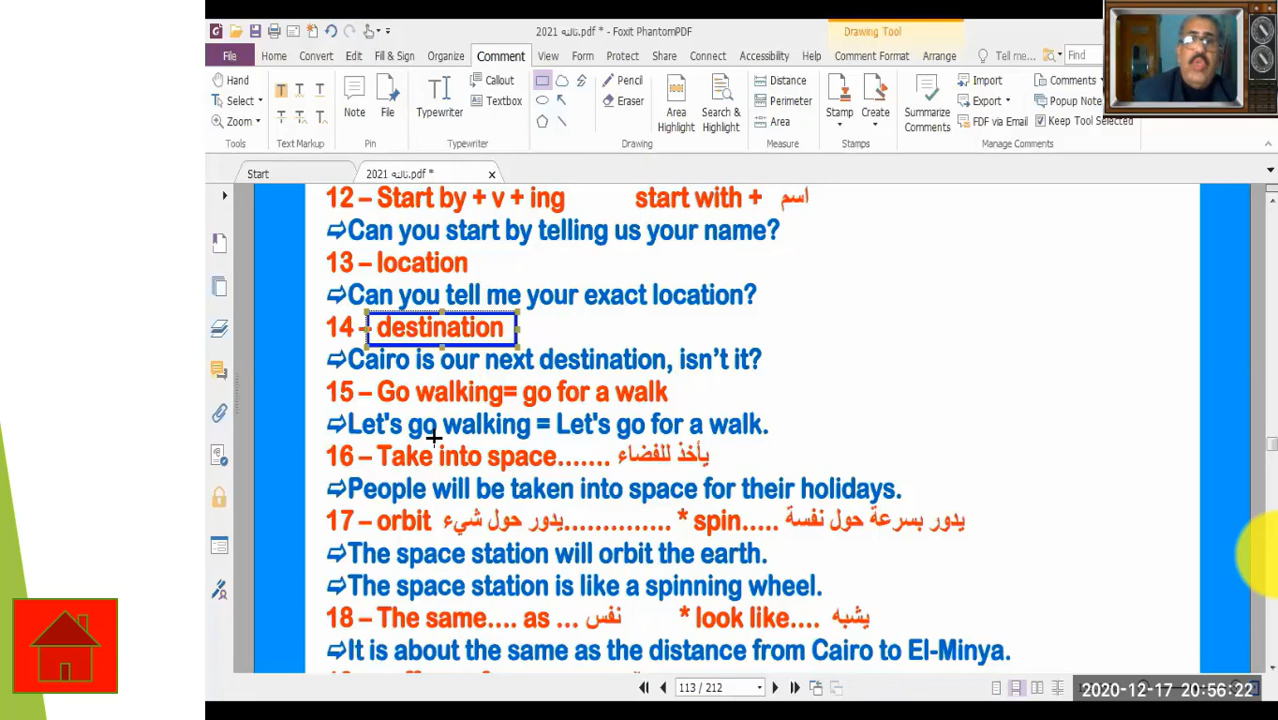 2021 ثالثه.pdf * - Foxit PhantomPDF
Drawing Tool
File Home Convert Edit Fill & Sign Organize Comment View Form Protect Share Connect Accessibility Help Comment Format Arrange Tell me... Find
Hand
Select
Zoom
Tools
Text Markup
Note
File
Pin
Typewriter
Callout
Textbox
Typewriter
Pencil
Eraser
Area Highlight
Search & Highlight
Drawing
Distance
Perimeter
Area
Measure
Stamp
Create
Stamps
Summarize Comments
Import
Export
FDF via Email
Comments
Popup Note
Keep Tool Selected
Manage Comments
Start
2021 ثالثه.pdf *
12 – Start by + v + ing start with + اسم
⇨Can you start by telling us your name?
13 – location
⇨Can you tell me your exact location?
14 – destination
⇨Cairo is our next destination, isn’t it?
15 – Go walking= go for a walk
⇨Let's go walking = Let's go for a walk.
16 – Take into space....... يأخذ للفضاء
⇨People will be taken into space for their holidays.
17 – orbit يدور حول شيء.............. * spin..... يدور بسرعة حول نفسة
⇨The space station will orbit the earth.
⇨The space station is like a spinning wheel.
18 – The same.... as ... نفس * look like.... يشبه
⇨It is about the same as the distance from Cairo to El-Minya.
113 / 212
2020-12-17 20:56:22